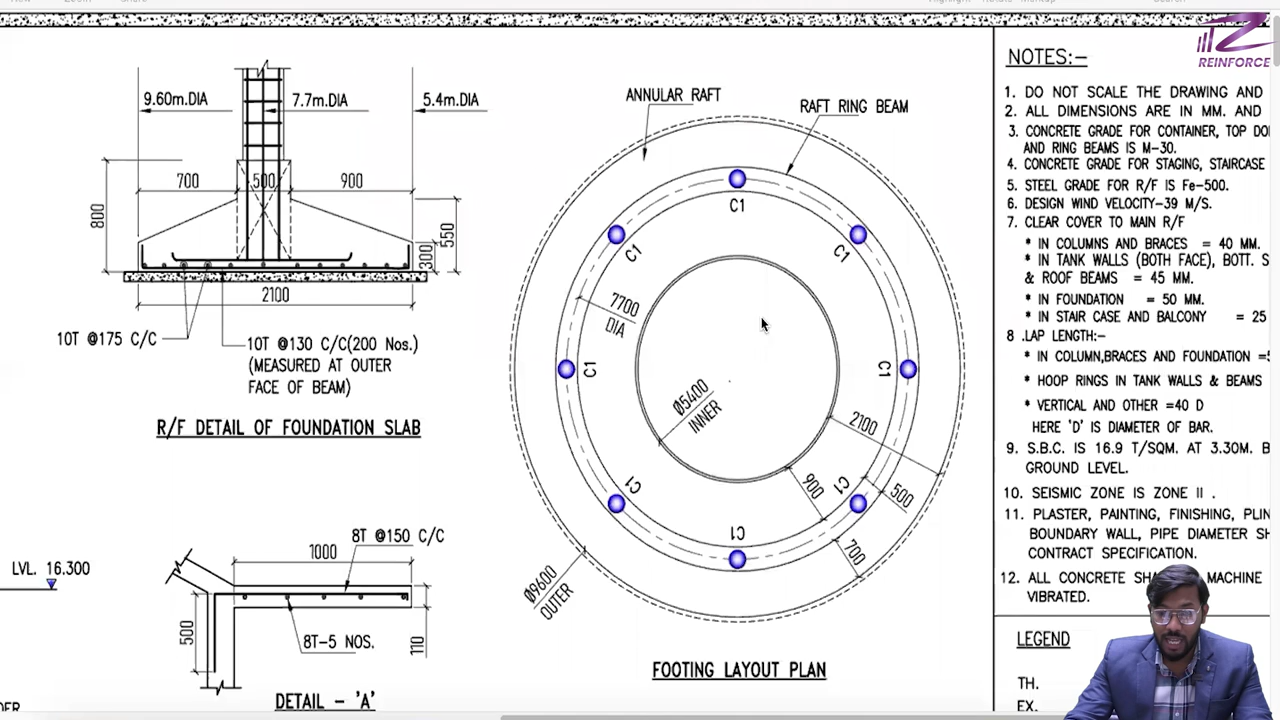 REINFORCE
9.60m.DIA
7.7m.DIA
5.4m.DIA
700
500
900
800
300
550
2100
10T @175 C/C
10T @130 C/C(200 Nos.)
(MEASURED AT OUTER
FACE OF BEAM)
R/F DETAIL OF FOUNDATION SLAB
LVL. 16.300
1000
8T @150 C/C
500
8T-5 NOS.
110
DETAIL - 'A'
ANNULAR RAFT
RAFT RING BEAM
C1
C1
C1
C1
C1
C1
C1
C1
7700
DIA
Ø5400
INNER
2100
900
500
700
Ø9600
OUTER
FOOTING LAYOUT PLAN
NOTES:-
1. DO NOT SCALE THE DRAWING AND
2. ALL DIMENSIONS ARE IN MM. AND
3. CONCRETE GRADE FOR CONTAINER, TOP DO
AND RING BEAMS IS M-30.
4. CONCRETE GRADE FOR STAGING, STAIRCASE
5. STEEL GRADE FOR R/F IS Fe-500.
6. DESIGN WIND VELOCITY-39 M/S.
7. CLEAR COVER TO MAIN R/F
* IN COLUMNS AND BRACES = 40 MM.
* IN TANK WALLS (BOTH FACE), BOTT. S
& ROOF BEAMS = 45 MM.
* IN FOUNDATION = 50 MM.
* IN STAIR CASE AND BALCONY = 25
8 .LAP LENGTH:-
* IN COLUMN,BRACES AND FOUNDATION =
* HOOP RINGS IN TANK WALLS & BEAMS
* VERTICAL AND OTHER =40 D
HERE 'D' IS DIAMETER OF BAR.
9. S.B.C. IS 16.9 T/SQM. AT 3.30M. B
GROUND LEVEL.
10. SEISMIC ZONE IS ZONE II .
11. PLASTER, PAINTING, FINISHING, PLIN
BOUNDARY WALL, PIPE DIAMETER SH
CONTRACT SPECIFICATION.
12. ALL CONCRETE MACHINE
VIBRATED.
LEGEND
TH.
EX.